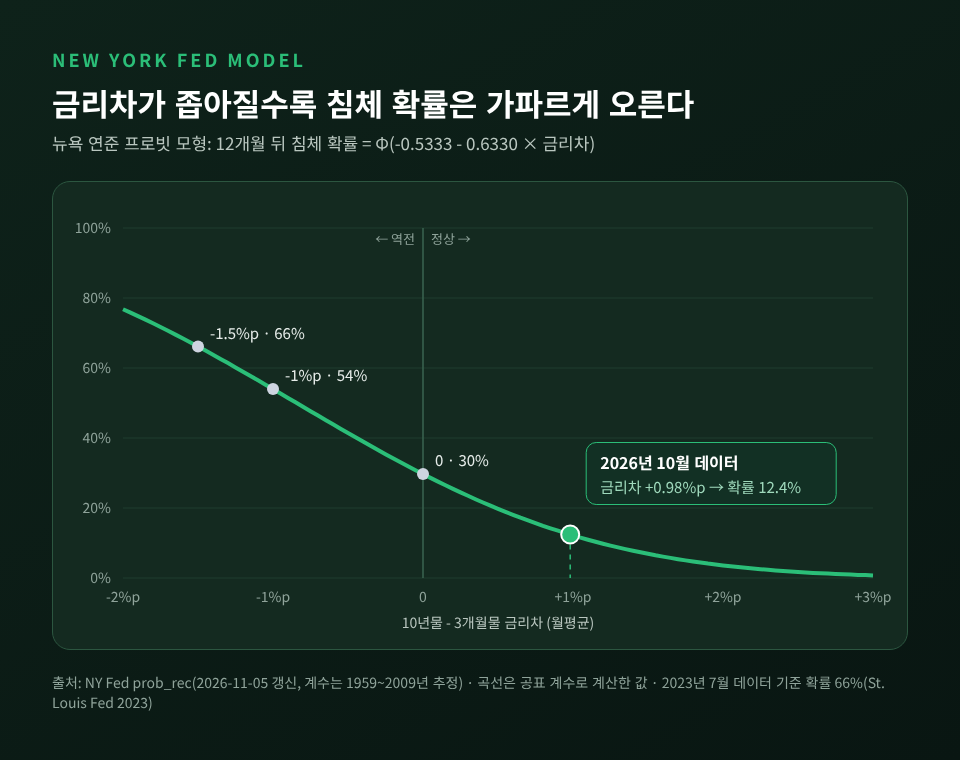 NEW YORK FED MODEL
금리차가 좁아질수록 침체 확률은 가파르게 오른다
뉴욕 연준 프로빗 모형: 12개월 뒤 침체 확률 = Φ(-0.5333 - 0.6330 × 금리차)
100%
← 역전
정상 →
80%
-1.5%p · 66%
60%
-1%p · 54%
40%
0 · 30%
2026년 10월 데이터
금리차 +0.98%p → 확률 12.4%
20%
0%
-2%p
-1%p
0
+1%p
+2%p
+3%p
10년물 - 3개월물 금리차 (월평균)
출처: NY Fed prob_rec(2026-11-05 갱신, 계수는 1959~2009년 추정) · 곡선은 공표 계수로 계산한 값 · 2023년 7월 데이터 기준 확률 66%(St.
Louis Fed 2023)